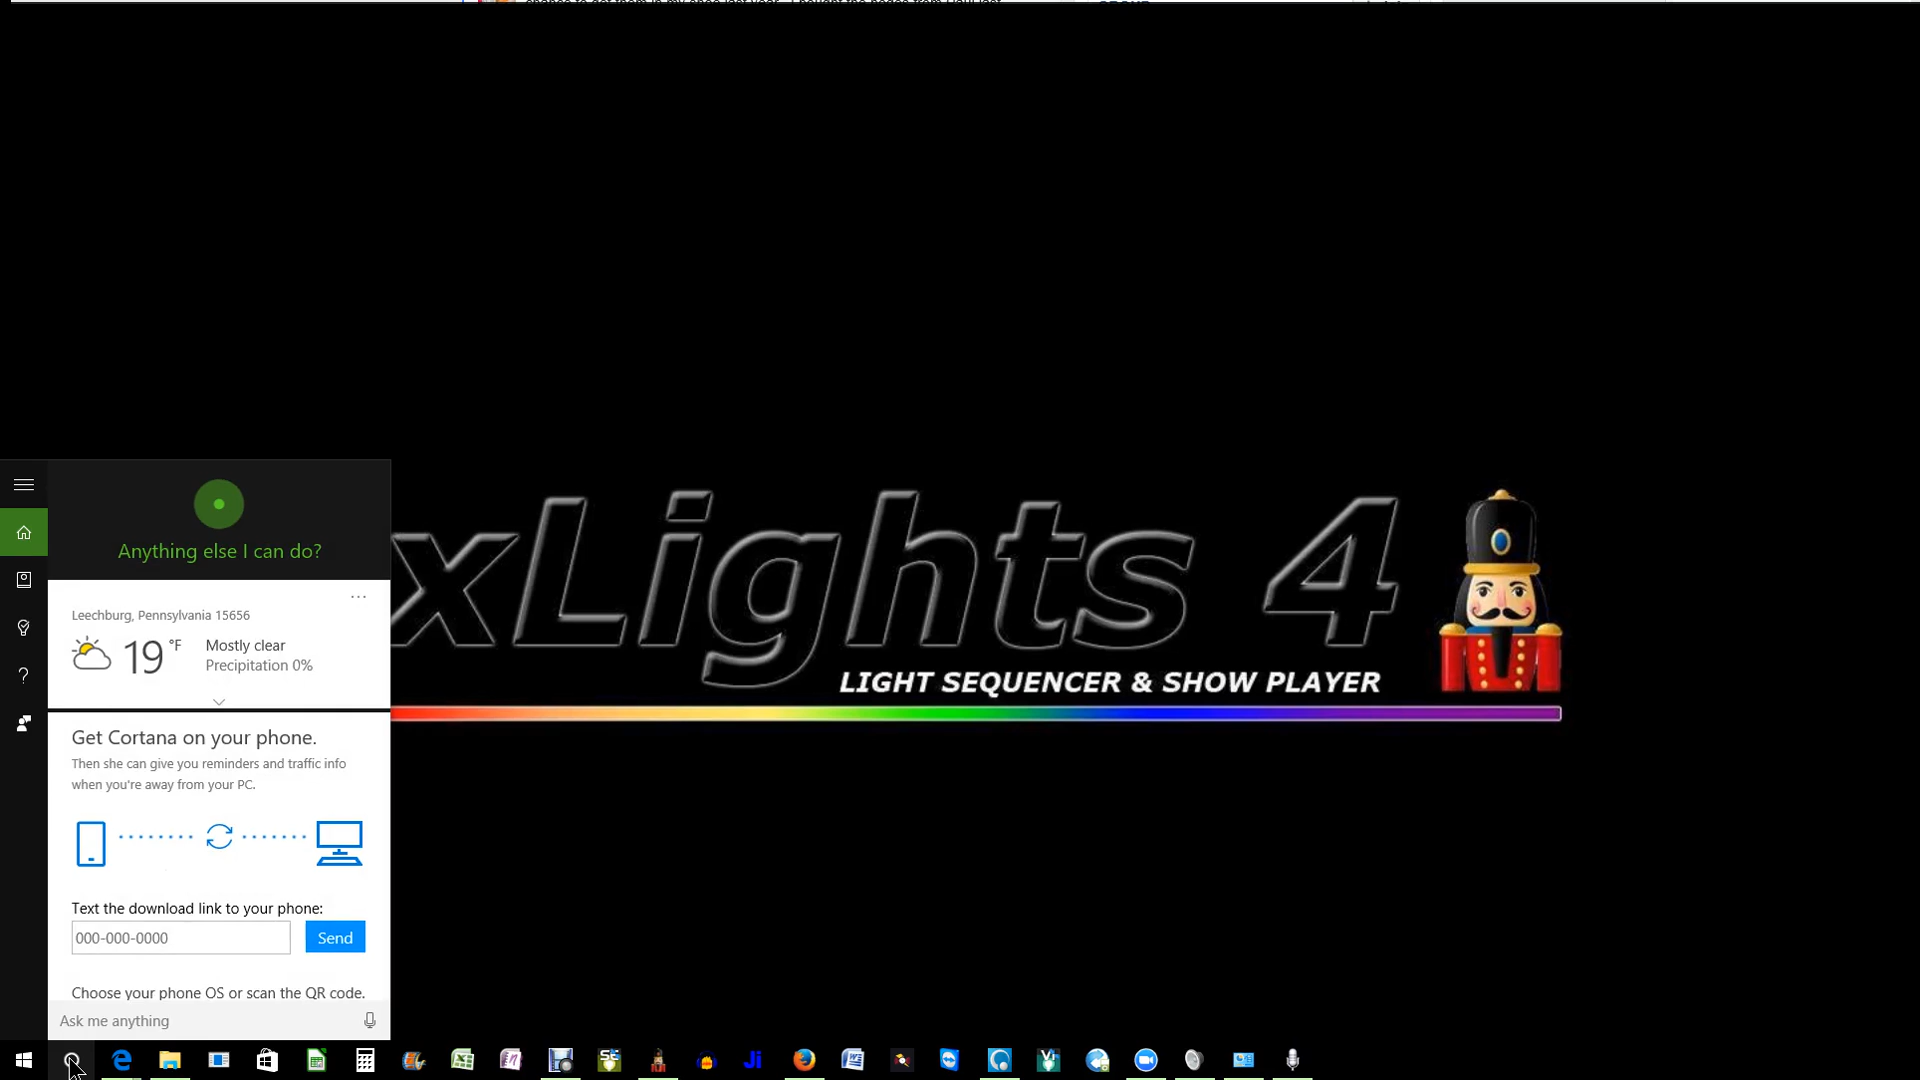 Anything else I can do?
Leechburg, Pennsylvania 15656
19 °F
Mostly clear
Precipitation 0%
Get Cortana on your phone.
Then she can give you reminders and traffic info
when you're away from your PC.
Text the download link to your phone:
000-000-0000
Send
Choose your phone OS or scan the QR code.
Ask me anything
xLights 4
LIGHT SEQUENCER & SHOW PLAYER